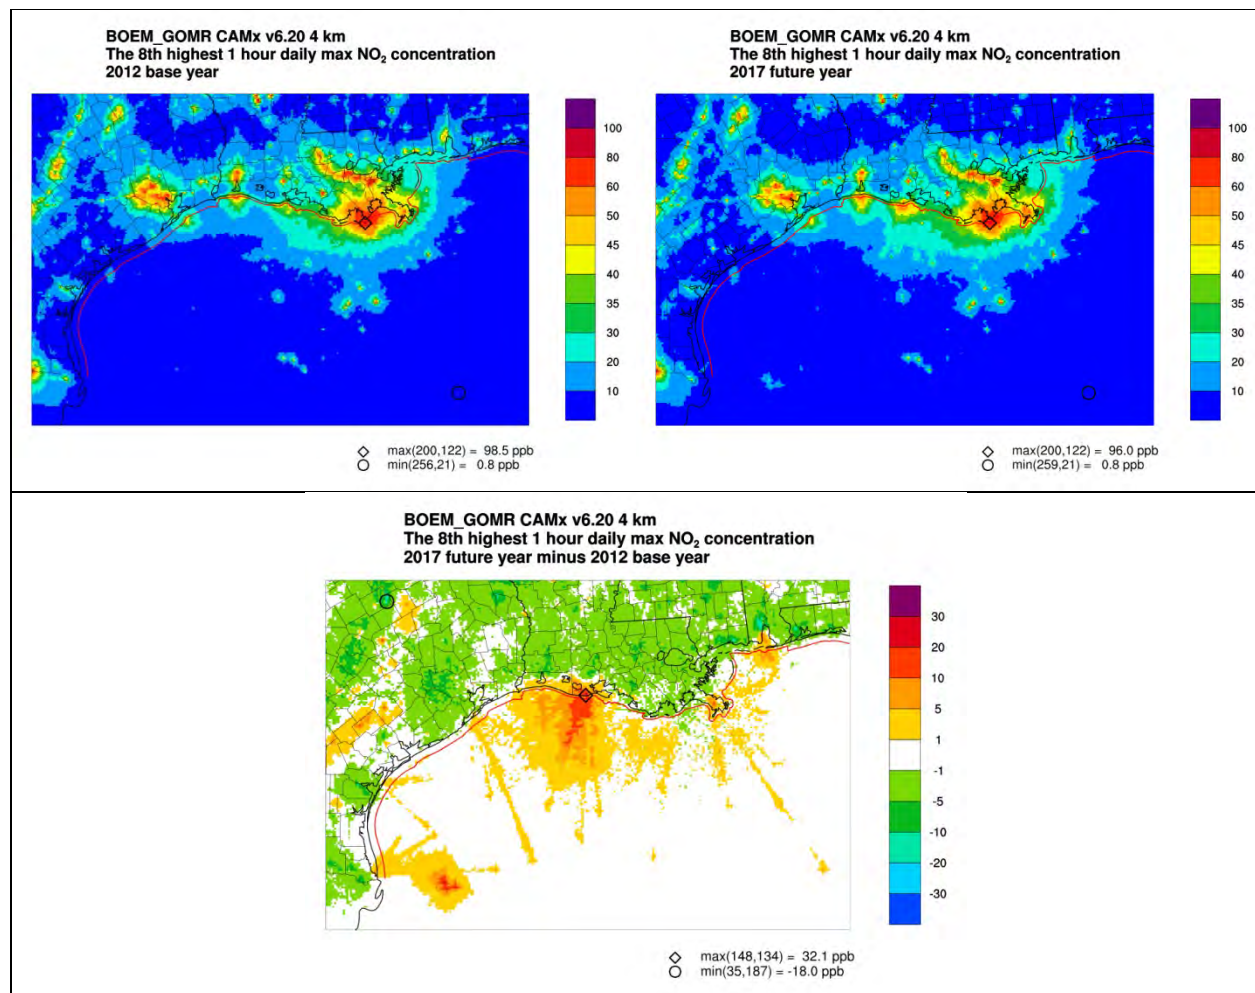 BOEM_GOMR CAMx v6.20 4 km
The 8th highest 1 hour daily max NO₂ concentration
2012 base year
100
80
60
50
45
40
35
30
20
10
max(200,122) = 98.5 ppb
min(256,21) = 0.8 ppb
BOEM_GOMR CAMx v6.20 4 km
The 8th highest 1 hour daily max NO₂ concentration
2017 future year
100
80
60
50
45
40
35
30
20
10
max(200,122) = 96.0 ppb
min(259,21) = 0.8 ppb
BOEM_GOMR CAMx v6.20 4 km
The 8th highest 1 hour daily max NO₂ concentration
2017 future year minus 2012 base year
30
20
10
5
1
-1
-5
-10
-20
-30
max(148,134) = 32.1 ppb
min(35,187) = -18.0 ppb